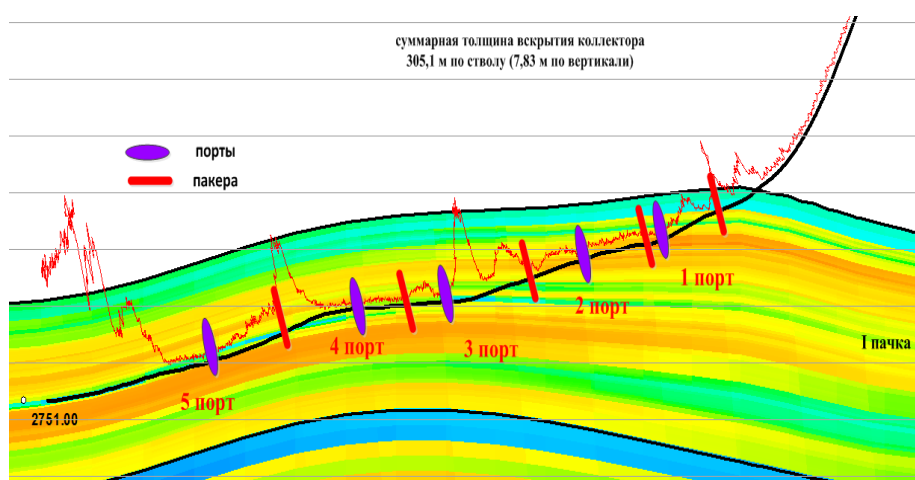 суммарная толщина вскрытия коллектора
305,1 м по стволу (7,83 м по вертикали)
порты
пакера
1 порт
2 порт
I пачка
4 порт
3 порт
5 порт
2751.00